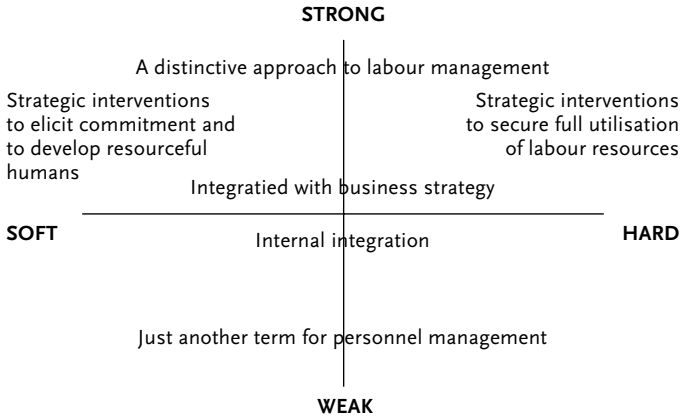 STRONG
A distinctive approach to labour management
Strategic interventions
to elicit commitment and
to develop resourceful
humans
Strategic interventions
to secure full utilisation
of labour resources
Integratied with business strategy
SOFT
Internal integration
HARD
Just another term for personnel management
WEAK